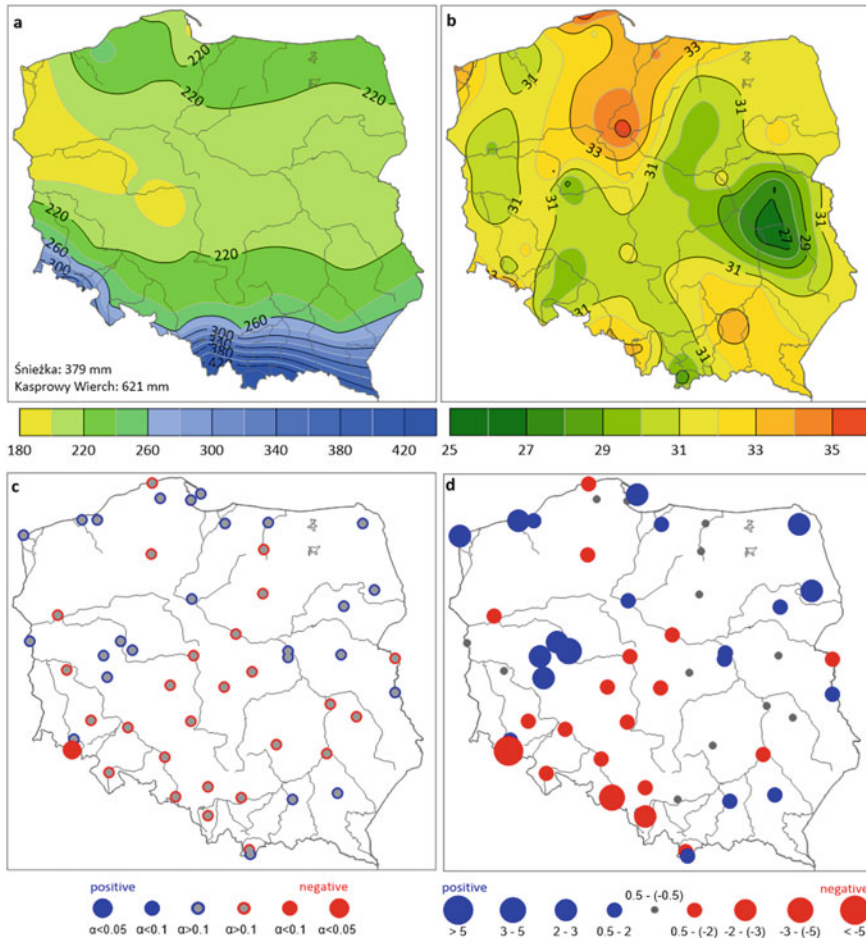 a
220
220
220
220
260
300
260
300
340
380
Śnieżka: 379 mm
Kasprowy Wierch: 621 mm
180 220 260 300 340 380 420
b
33
31
31
33
31
31
31
31
31
29
27
31
31
31
25 27 29 31 33 35
c
positive negative
α<0.05 α<0.1 α>0.1 α>0.1 α<0.1 α<0.05
d
positive 0.5 - (-0.5) negative
> 5 3 - 5 2 - 3 0.5 - 2 0.5 - (-2) -2 - (-3) -3 - (-5) < -5